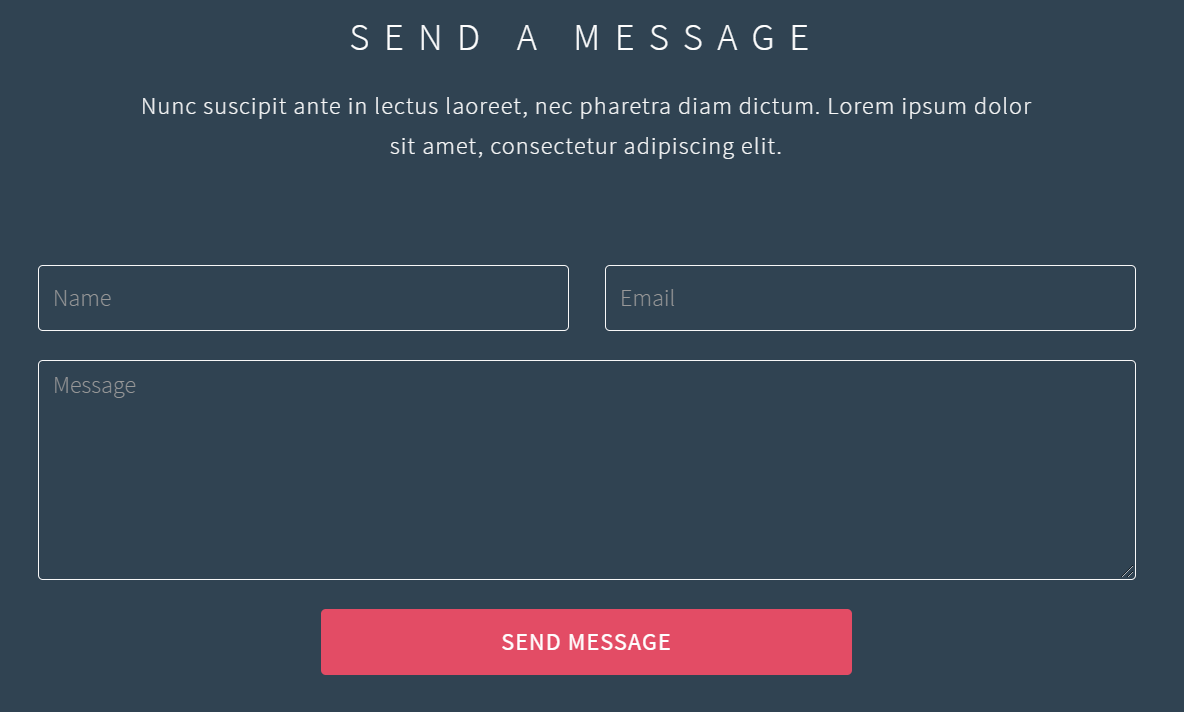 SEND A MESSAGE
Nunc suscipit ante in lectus laoreet, nec pharetra diam dictum. Lorem ipsum dolor
sit amet, consectetur adipiscing elit.
Name
Email
Message
SEND MESSAGE